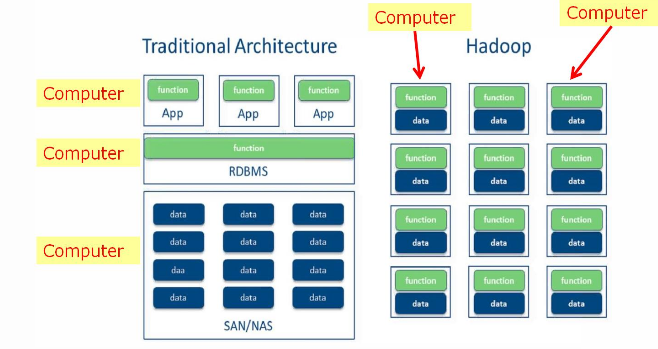 Computer
Computer
Traditional Architecture
Hadoop
Computer
function
function
function
App
App
App
Computer
function
RDBMS
Computer
data
data
data
data
data
data
daa
data
data
data
data
data
SAN/NAS
function
function
function
data
data
data
function
function
function
data
data
data
function
function
function
data
data
data
function
function
function
data
data
data